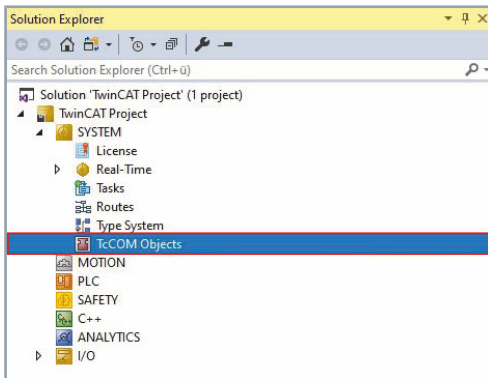 Solution Explorer
Search Solution Explorer (Ctrl+ü)
Solution 'TwinCAT Project' (1 project)
TwinCAT Project
SYSTEM
License
Real-Time
Tasks
Routes
Type System
TcCOM Objects
MOTION
PLC
SAFETY
C++
ANALYTICS
I/O